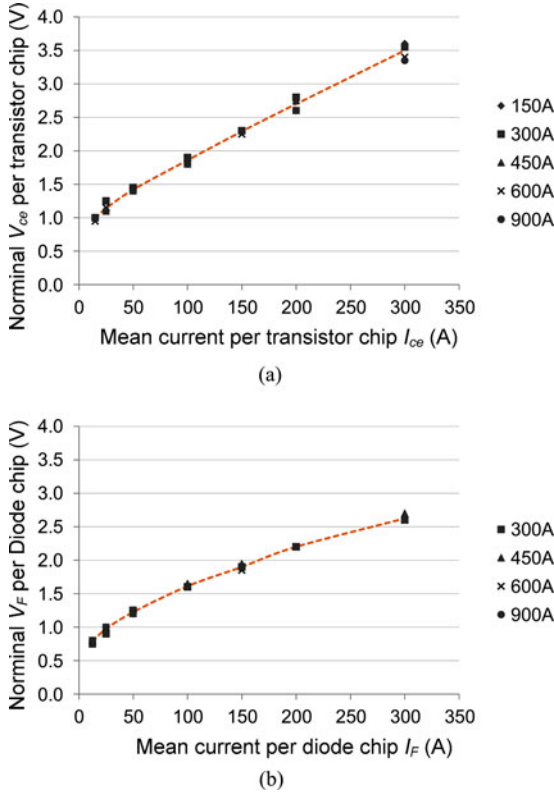 Norminal Vce per transistor chip (V)
4.0
3.5
3.0
2.5
2.0
1.5
1.0
0.5
0.0
0 50 100 150 200 250 300 350
Mean current per transistor chip Ice (A)
150A
300A
450A
600A
900A
(a)
Norminal VF per Diode chip (V)
4.0
3.5
3.0
2.5
2.0
1.5
1.0
0.5
0.0
0 50 100 150 200 250 300 350
Mean current per diode chip IF (A)
300A
450A
600A
900A
(b)